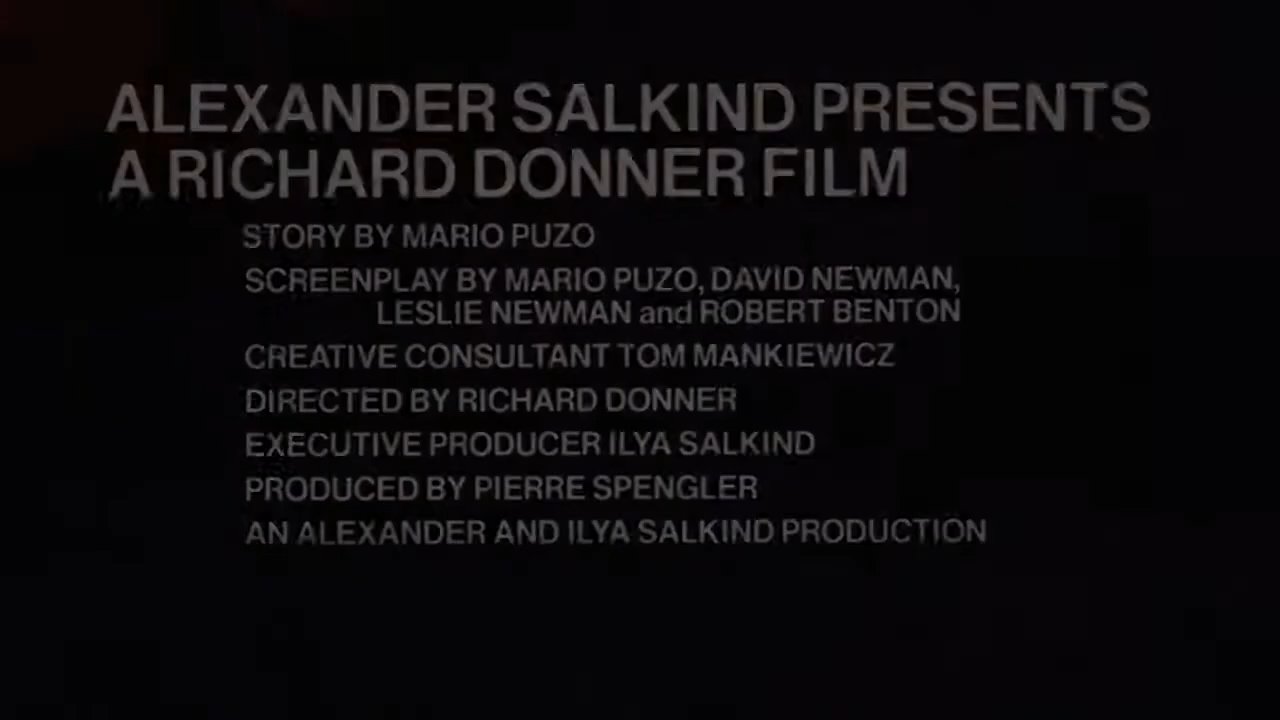 ALEXANDER SALKIND PRESENTS
A RICHARD DONNER FILM
STORY BY MARIO PUZO
SCREENPLAY BY MARIO PUZO, DAVID NEWMAN,
LESLIE NEWMAN and ROBERT BENTON
CREATIVE CONSULTANT TOM MANKIEWICZ
DIRECTED BY RICHARD DONNER
EXECUTIVE PRODUCER ILYA SALKIND
PRODUCED BY PIERRE SPENGLER
AN ALEXANDER AND ILYA SALKIND PRODUCTION